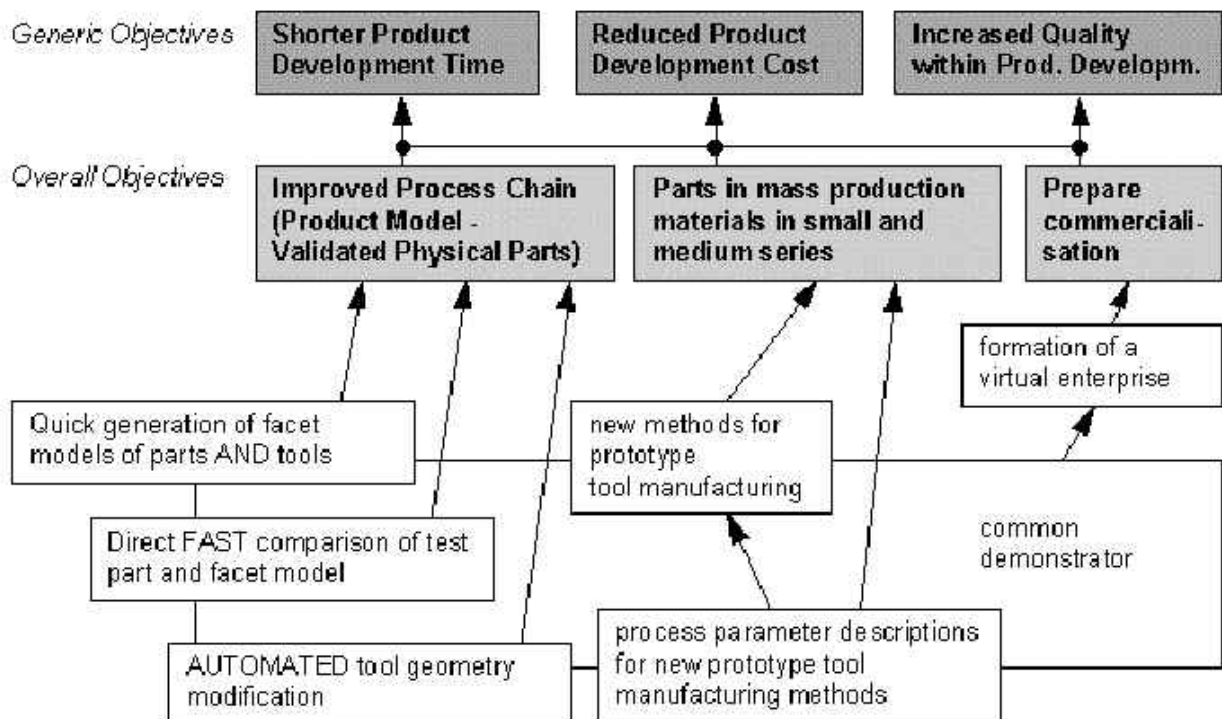 Generic Objectives
Shorter Product
Development Time
Reduced Product
Development Cost
Increased Quality
within Prod. Developm.
Overall Objectives
Improved Process Chain
(Product Model -
Validated Physical Parts)
Parts in mass production
materials in small and
medium series
Prepare
commerciali-
sation
formation of a
virtual enterprise
Quick generation of facet
models of parts AND tools
new methods for
prototype
tool manufacturing
Direct FAST comparison of test
part and facet model
common
demonstrator
AUTOMATED tool geometry
modification
process parameter descriptions
for new prototype tool
manufacturing methods